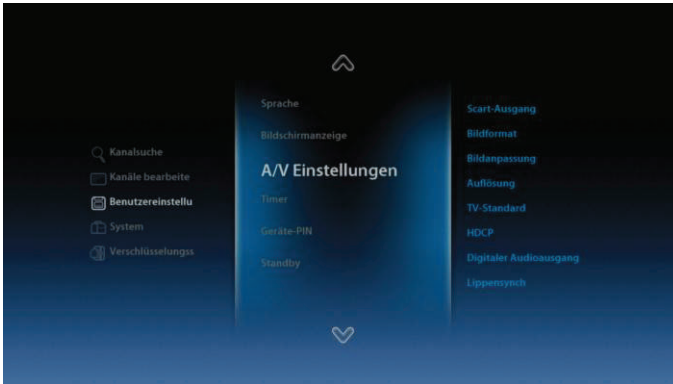 Kanalsuche
Kanäle bearbeite
Benutzereinstellu
System
Verschlüsselungss
Sprache
Bildschirmanzeige
A/V Einstellungen
Timer
Geräte-PIN
Standby
Scart-Ausgang
Bildformat
Bildanpassung
Auflösung
TV-Standard
HDCP
Digitaler Audioausgang
Lippensynch